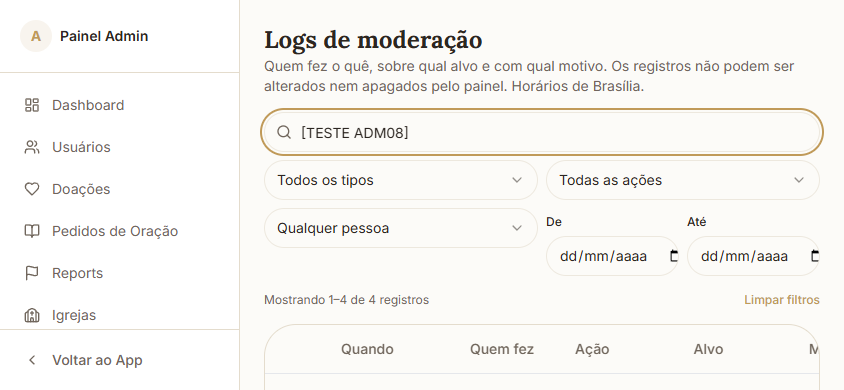 A Painel Admin
Dashboard
Usuários
Doações
Pedidos de Oração
Reports
Igrejas
Voltar ao App
Logs de moderação
Quem fez o quê, sobre qual alvo e com qual motivo. Os registros não podem ser
alterados nem apagados pelo painel. Horários de Brasília.
[TESTE ADM08]
Todos os tipos
Todas as ações
Qualquer pessoa
De
Até
dd/mm/aaaa
dd/mm/aaaa
Mostrando 1–4 de 4 registros
Limpar filtros
Quando Quem fez Ação Alvo